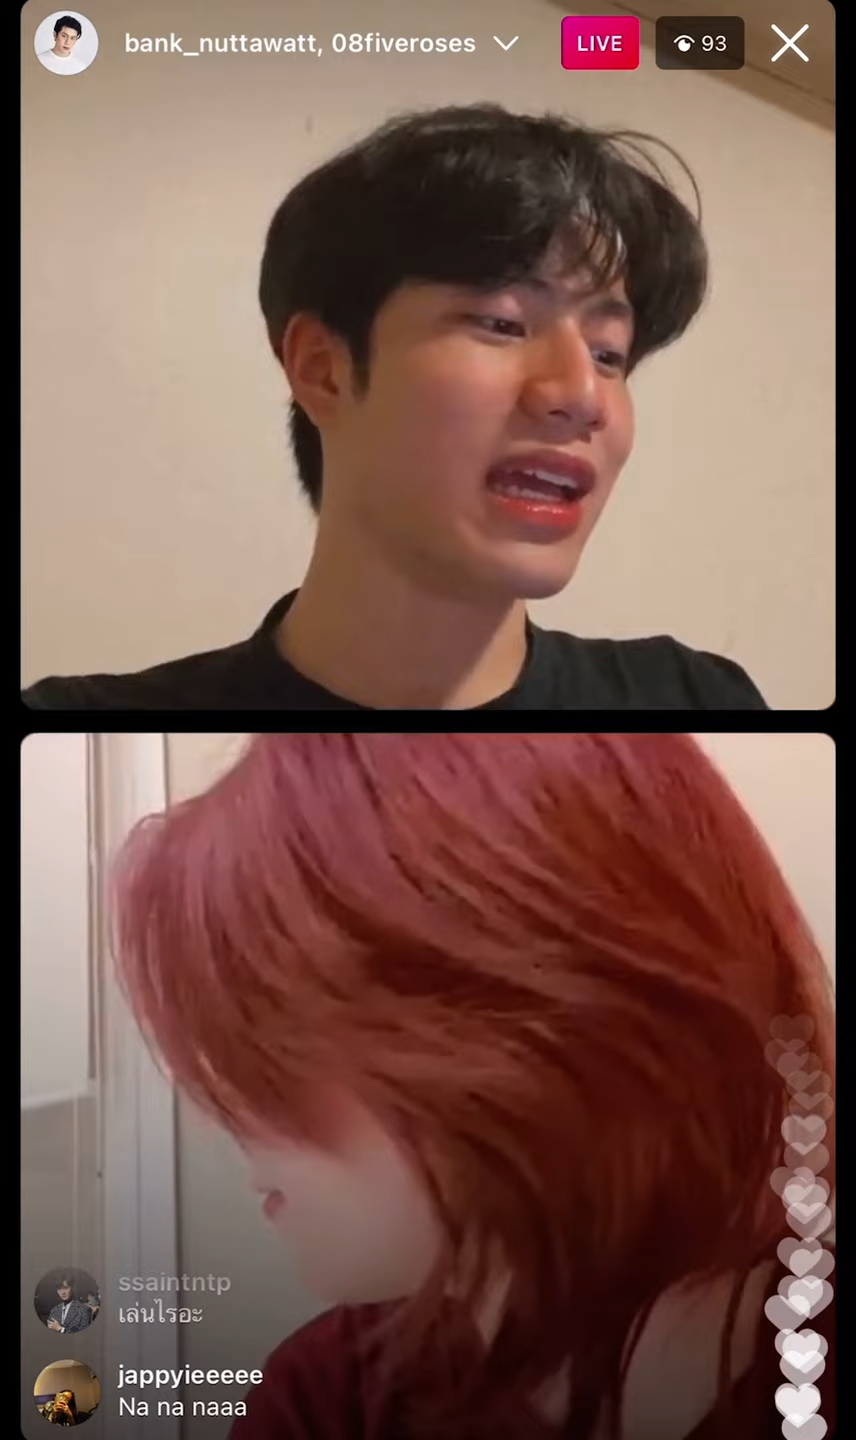 bank_nuttawatt, 08fiveroses
LIVE
93
ssaintntp
เล่นไรอะ
jappyieeeee
Na na naaa